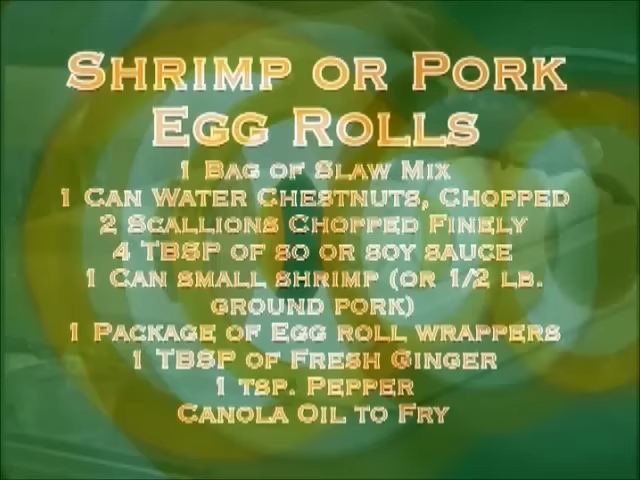 Shrimp or Pork
Egg Rolls
1 Bag of Slaw Mix
1 Can Water Chestnuts, Chopped
2 Scallions Chopped Finely
4 TBSP of so or soy sauce
1 Can small shrimp (or 1/2 lb.
ground pork)
1 Package of Egg roll wrappers
1 TBSP of Fresh Ginger
1 tsp. Pepper
Canola Oil to Fry